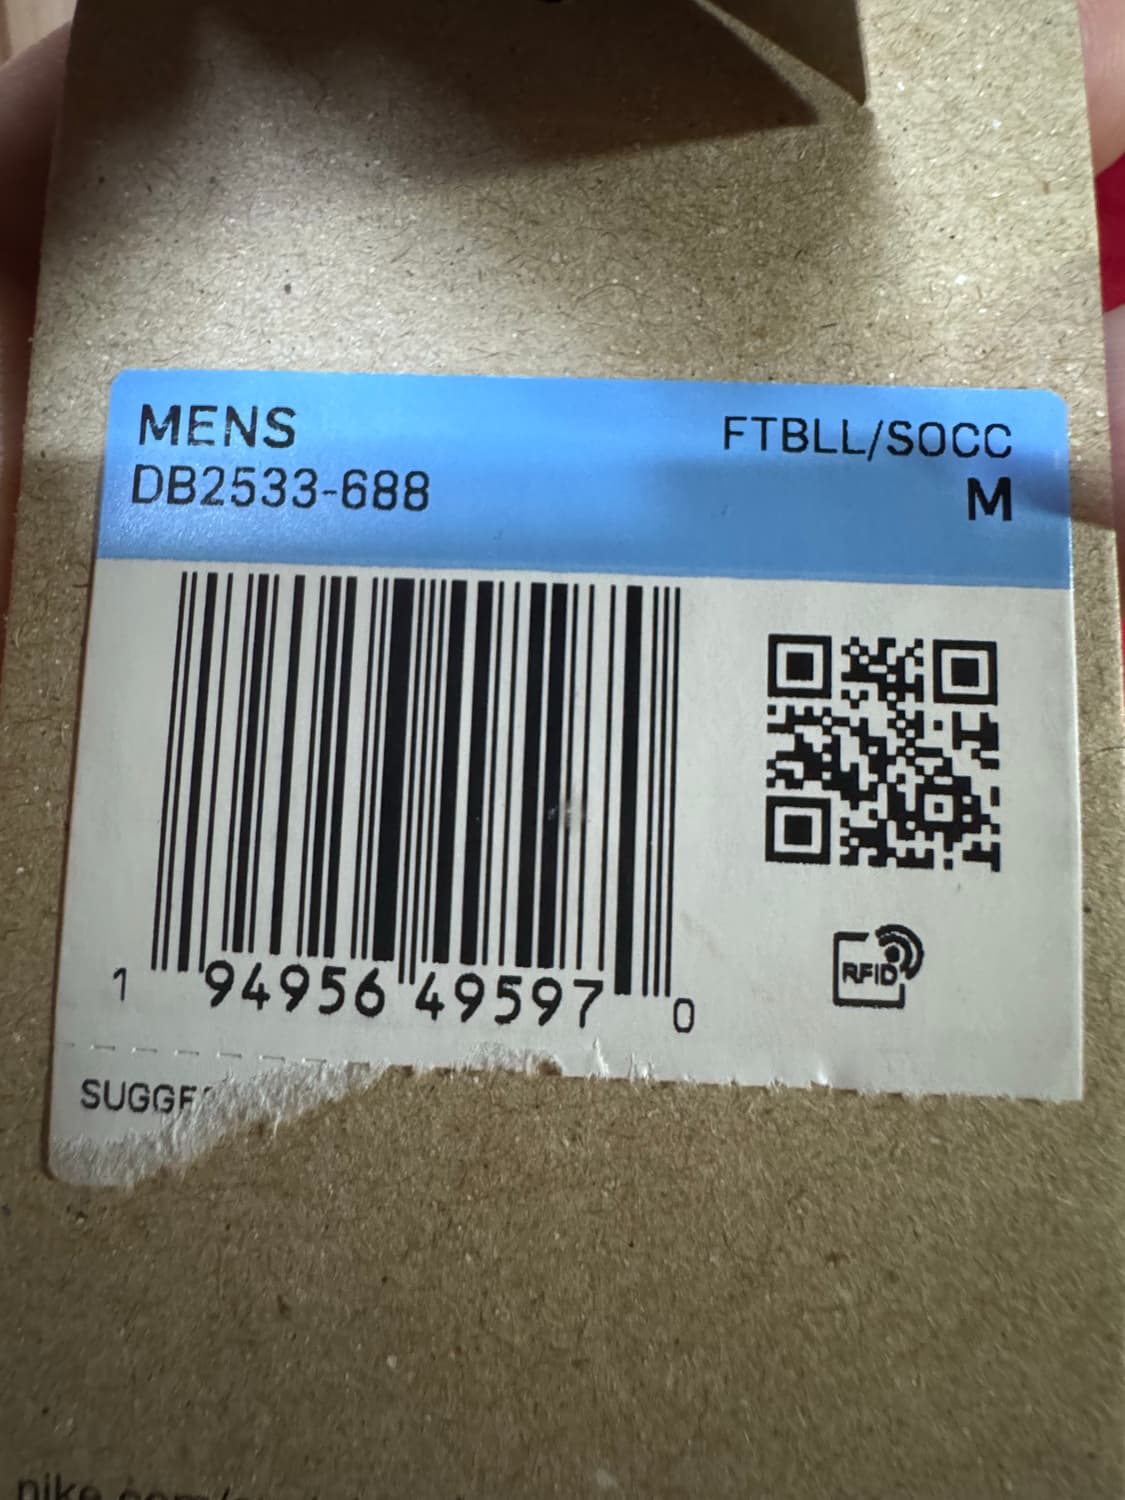 MENS
FTBLL/SOCC
DB2533-688
M
1 94956 49597 0
RFID